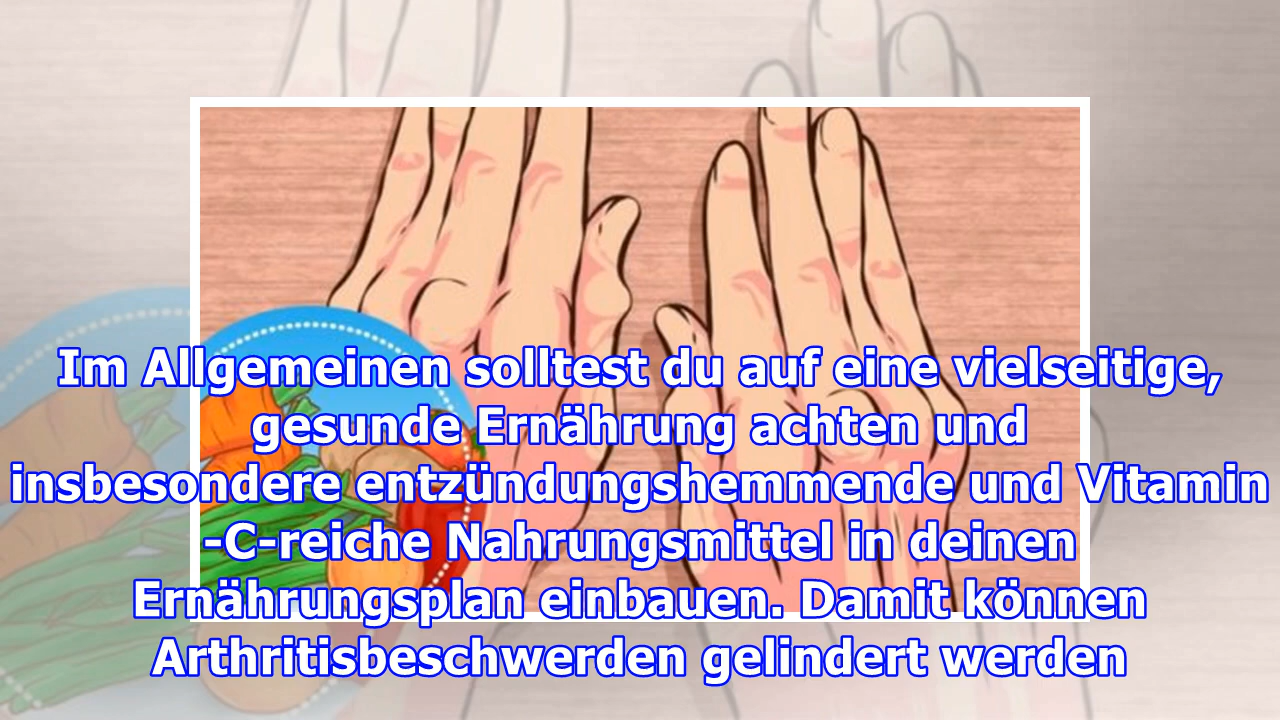 Im Allgemeinen solltest du auf eine vielseitige,
gesunde Ernährung achten und
insbesondere entzündungshemmende und Vitamin
-C-reiche Nahrungsmittel in deinen
Ernährungsplan einbauen. Damit können
Arthritisbeschwerden gelindert werden